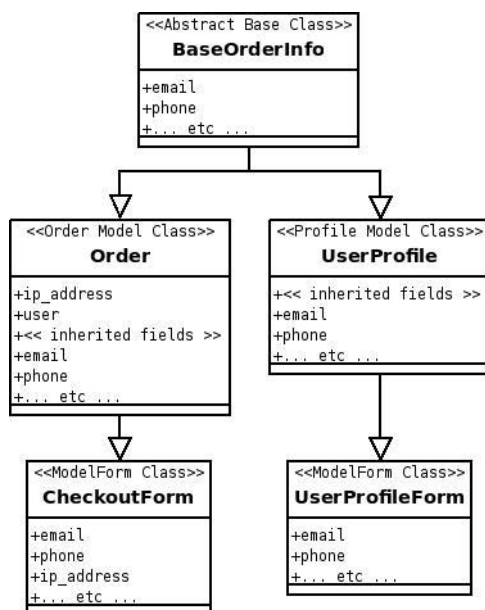 <<Abstract Base Class>>
BaseOrderInfo
+email
+phone
+... etc ...
<<Order Model Class>>
Order
+ip_address
+user
+<< inherited fields >>
+email
+phone
+... etc ...
<<Profile Model Class>>
UserProfile
+<< inherited fields >>
+email
+phone
+... etc ...
<<ModelForm Class>>
CheckoutForm
+email
+phone
+ip_address
+... etc ...
<<ModelForm Class>>
UserProfileForm
+email
+phone
+... etc ...